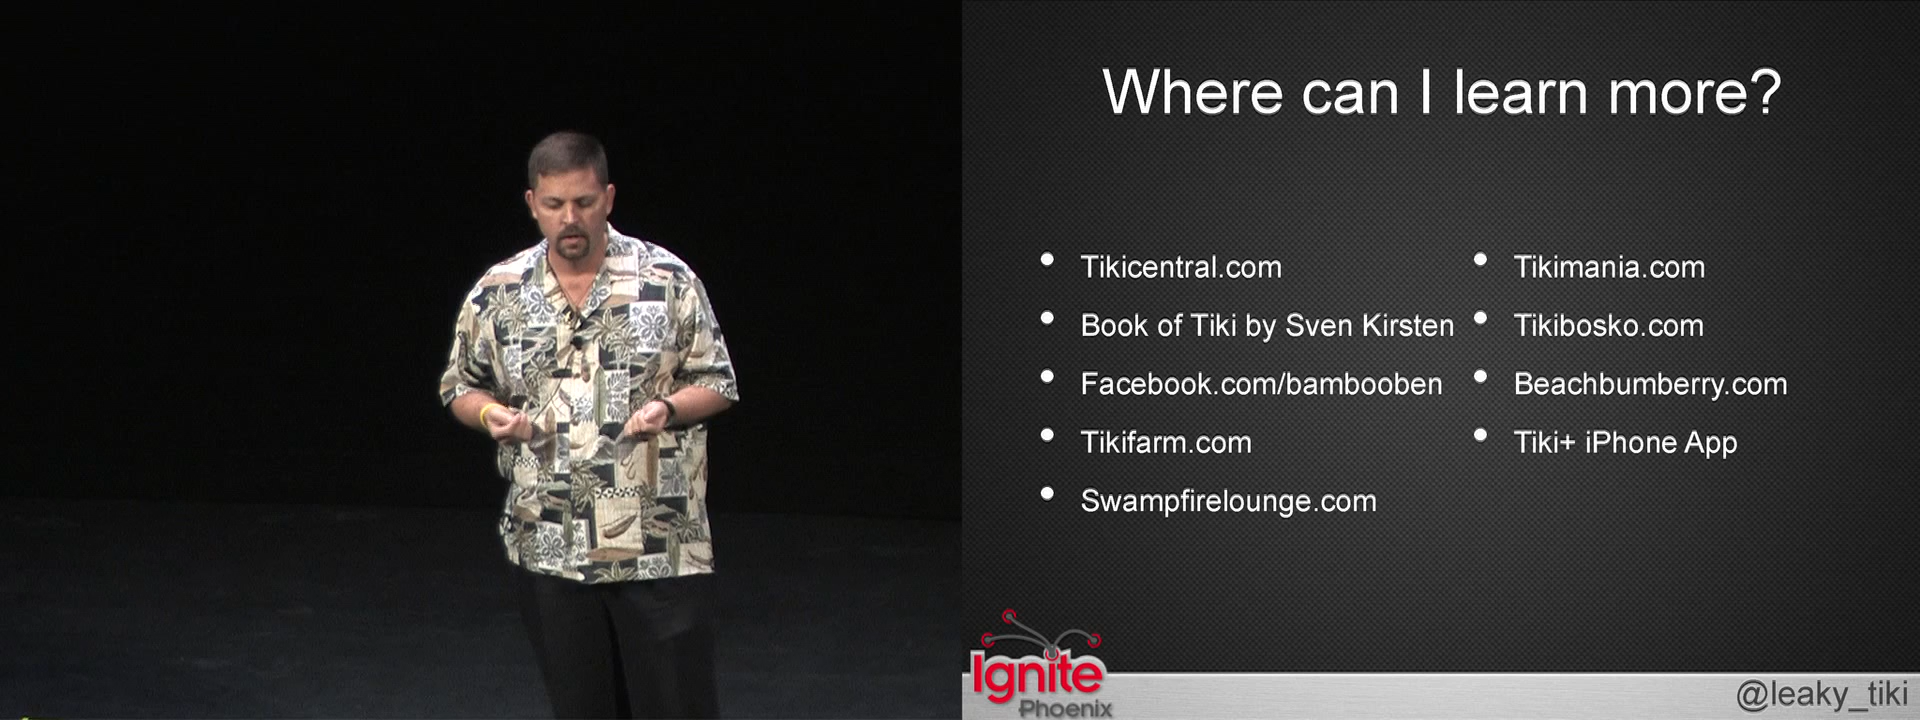 Where can I learn more?
Tikicentral.com
Book of Tiki by Sven Kirsten
Facebook.com/bambooben
Tikifarm.com
Swampfirelounge.com
Tikimania.com
Tikibosko.com
Beachbumberry.com
Tiki+ iPhone App
Ignite
Phoenix
@leaky_tiki